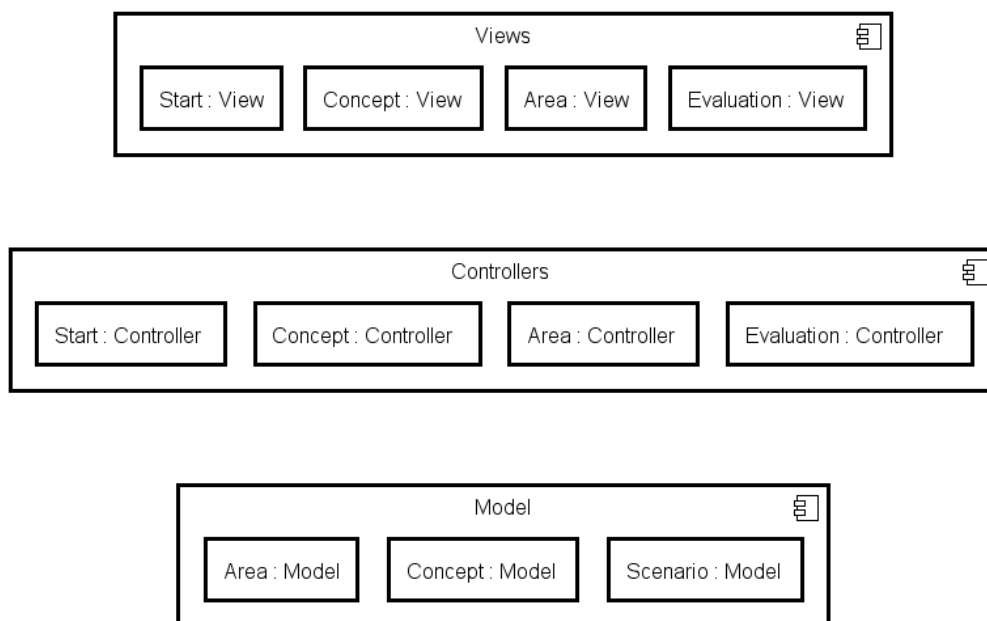 Views
Start : View
Concept : View
Area : View
Evaluation : View
Controllers
Start : Controller
Concept : Controller
Area : Controller
Evaluation : Controller
Model
Area : Model
Concept : Model
Scenario : Model